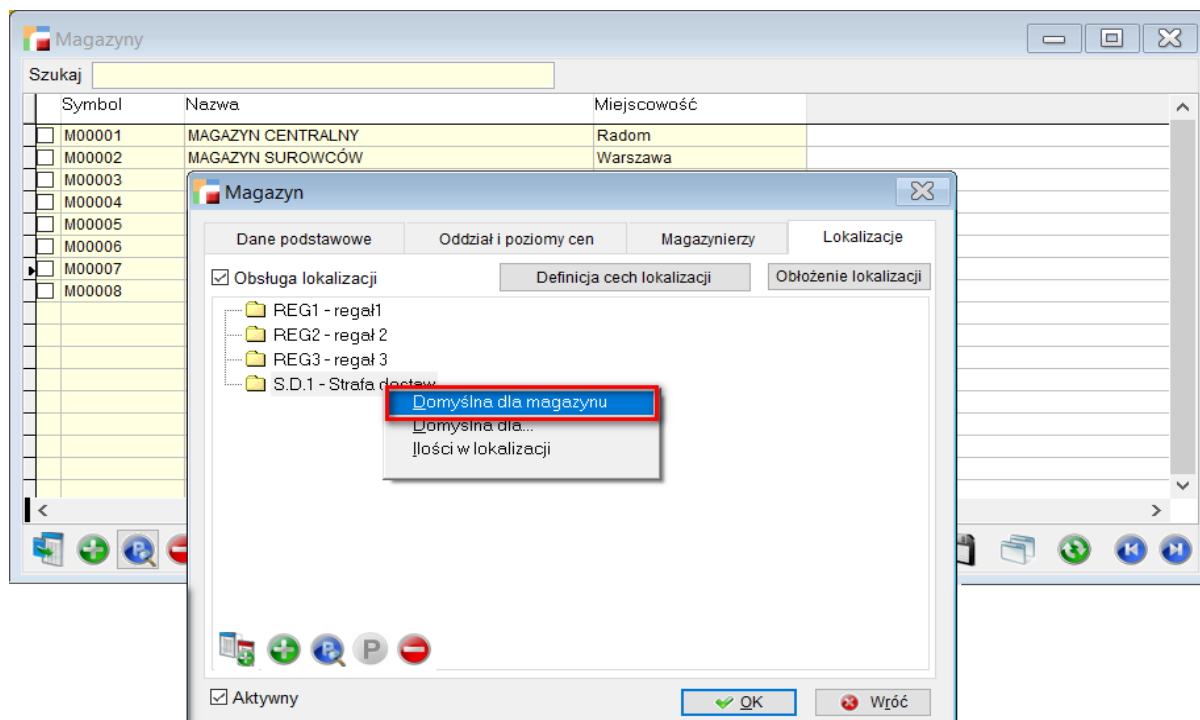 Magazyny
Szukaj
Symbol Nazwa Miejscowość
M00001 MAGAZYN CENTRALNY Radom
M00002 MAGAZYN SUROWCÓW Warszawa
M00003
M00004
M00005
M00006
M00007
M00008
Magazyn
Dane podstawowe Oddział i poziomy cen Magazynierzy Lokalizacje
Obsługa lokalizacji Definicja cech lokalizacji Obłożenie lokalizacji
REG1 - regał1
REG2 - regał 2
REG3 - regał 3
S.D.1 - Strafa dostaw
Domyślna dla magazynu
Domyślna dla...
Ilości w lokalizacji
P
Aktywny OK Wróć